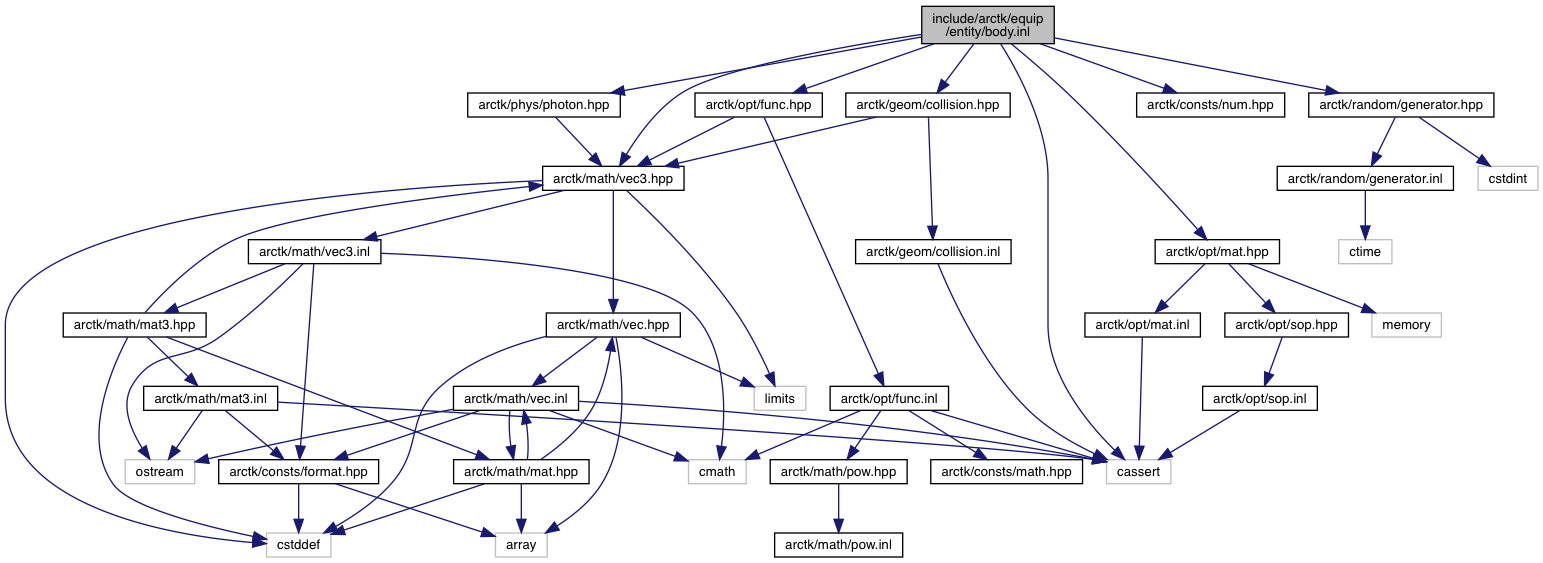 include/arctk/equip
/entity/body.inl
arctk/phys/photon.hpp
arctk/opt/func.hpp
arctk/geom/collision.hpp
arctk/consts/num.hpp
arctk/random/generator.hpp
arctk/math/vec3.hpp
arctk/random/generator.inl
cstdint
arctk/math/vec3.inl
arctk/geom/collision.inl
arctk/opt/mat.hpp
ctime
arctk/math/mat3.hpp
arctk/math/vec.hpp
arctk/opt/mat.inl
arctk/opt/sop.hpp
memory
arctk/math/mat3.inl
arctk/math/vec.inl
limits
arctk/opt/func.inl
arctk/opt/sop.inl
ostream
arctk/consts/format.hpp
arctk/math/mat.hpp
cmath
arctk/math/pow.hpp
arctk/consts/math.hpp
cassert
cstddef
array
arctk/math/pow.inl